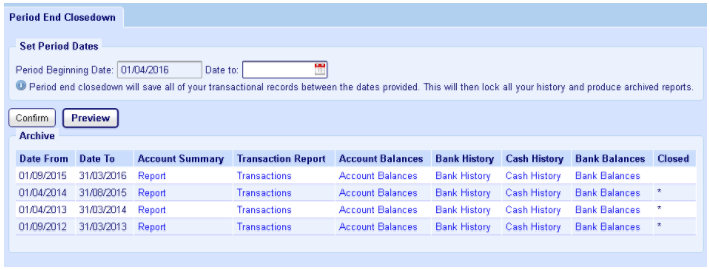 Period End Closedown
Set Period Dates
Period Beginning Date: 01/04/2016 Date to:
Period end closedown will save all of your transactional records between the dates provided. This will then lock all your history and produce archived reports.
Confirm Preview
Archive
Date From Date To Account Summary Transaction Report Account Balances Bank History Cash History Bank Balances Closed
01/09/2015 31/03/2016 Report Transactions Account Balances Bank History Cash History Bank Balances
01/04/2014 31/08/2015 Report Transactions Account Balances Bank History Cash History Bank Balances *
01/04/2013 31/03/2014 Report Transactions Account Balances Bank History Cash History Bank Balances *
01/09/2012 31/03/2013 Report Transactions Account Balances Bank History Cash History Bank Balances *